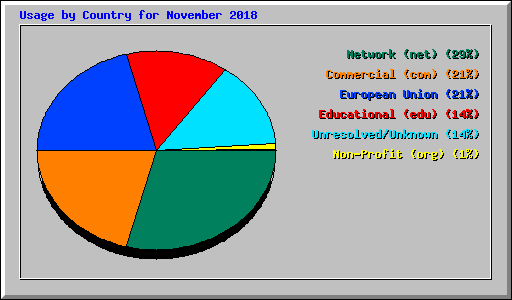 Usage by Country for November 2018
Network (net) (29%)
Commercial (com) (21%)
European Union (21%)
Educational (edu) (14%)
Unresolved/Unknown (14%)
Non-Profit (org) (1%)